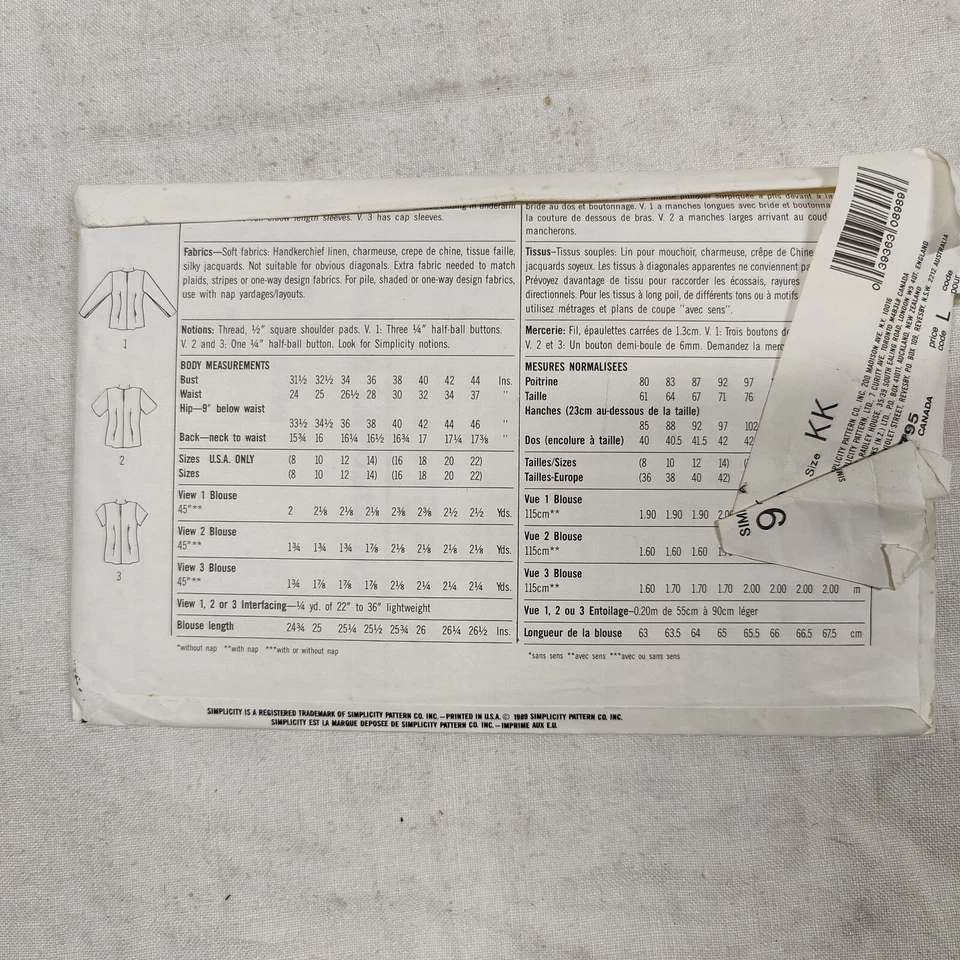 length sleeves. V. 3 has cap sleeves.
Fabrics—Soft fabrics: Handkerchief linen, charmeuse, crepe de chine, tissue faille,
silky jacquards. Not suitable for obvious diagonals. Extra fabric needed to match
plaids, stripes or one-way design fabrics. For pile, shaded or one-way design fabrics,
use with nap yardages/layouts.
Notions: Thread, ½" square shoulder pads. V. 1: Three ¼" half-ball buttons.
V. 2 and 3: One ¼" half-ball button. Look for Simplicity notions.
BODY MEASUREMENTS
Bust 31½ 32½ 34 36 38 40 42 44 Ins.
Waist 24 25 26½ 28 30 32 34 37 "
Hip—9" below waist
33½ 34½ 36 38 40 42 44 46 "
Back—neck to waist 15¾ 16 16¼ 16½ 16¾ 17 17¼ 17⅜ "
Sizes U.S.A. ONLY (8 10 12 14) (16 18 20 22)
Sizes (8 10 12 14) (16 18 20 22)
View 1 Blouse
45"** 2 2⅛ 2⅛ 2⅛ 2⅜ 2⅜ 2½ 2½ Yds.
View 2 Blouse
45"** 1¾ 1¾ 1¾ 1⅞ 2⅛ 2⅛ 2⅛ 2⅛ Yds.
View 3 Blouse
45"** 1¾ 1⅞ 1⅞ 1⅞ 2⅛ 2¼ 2¼ 2¼ Yds.
View 1, 2 or 3 Interfacing—¼ yd. of 22" to 36" lightweight
Blouse length 24¾ 25 25¼ 25½ 25¾ 26 26¼ 26½ Ins.
*without nap **with nap ***with or without nap
1
2
3
bride au dos et boutonnage. V. 1 a manches longues avec bride et boutonna
la couture de dessous de bras. V. 2 a manches larges arrivant au coud
mancherons.
Tissus—Tissus souples: Lin pour mouchoir, charmeuse, crêpe de Chine
jacquards soyeux. Les tissus à diagonales apparentes ne conviennent pa
Prévoyez davantage de tissu pour raccorder les écossais, rayures
directionnels. Pour les tissus à long poil, de différents tons ou à motifs
utilisez métrages et plans de coupe "avec sens".
Mercerie: Fil, épaulettes carrées de 1.3cm. V. 1: Trois boutons de
V. 2 et 3: Un bouton demi-boule de 6mm. Demandez la merc
MESURES NORMALISEES
Poitrine 80 83 87 92 97
Taille 61 64 67 71 76
Hanches (23cm au-dessous de la taille)
85 88 92 97 102
Dos (encolure à taille) 40 40.5 41.5 42 42
Tailles/Sizes (8 10 12 14) (
Tailles-Europe (36 38 40 42)
Vue 1 Blouse
115cm** 1.90 1.90 1.90
Vue 2 Blouse
115cm** 1.60 1.60 1.60
Vue 3 Blouse
115cm** 1.60 1.70 1.70 1.70 2.00 2.00 2.00 2.00 m
Vue 1, 2 ou 3 Entoilage—0.20m de 55cm à 90cm léger
Longueur de la blouse 63 63.5 64 65 65.5 66 66.5 67.5 cm
*sans sens **avec sens ***avec ou sans sens
0 39363 08989
Size KK
price code L
CANADA
SIM
9
SIMPLICITY IS A REGISTERED TRADEMARK OF SIMPLICITY PATTERN CO. INC.—PRINTED IN U.S.A. © 1989 SIMPLICITY PATTERN CO. INC.
SIMPLICITY EST LA MARQUE DEPOSEE DE SIMPLICITY PATTERN CO. INC.—IMPRIME AUX E.U.